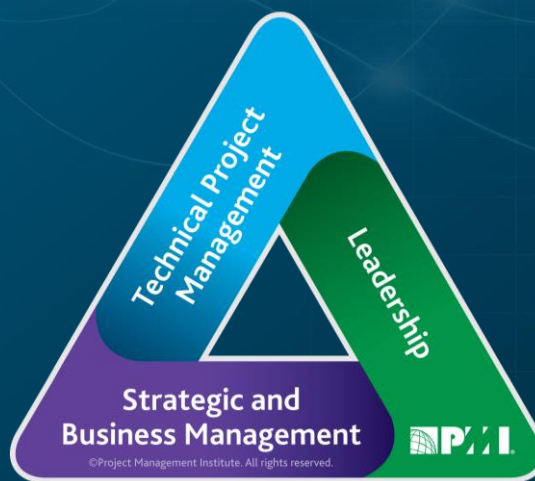 Technical Project
Management
Leadership
Strategic and
Business Management
©Project Management Institute. All rights reserved.
PMI.